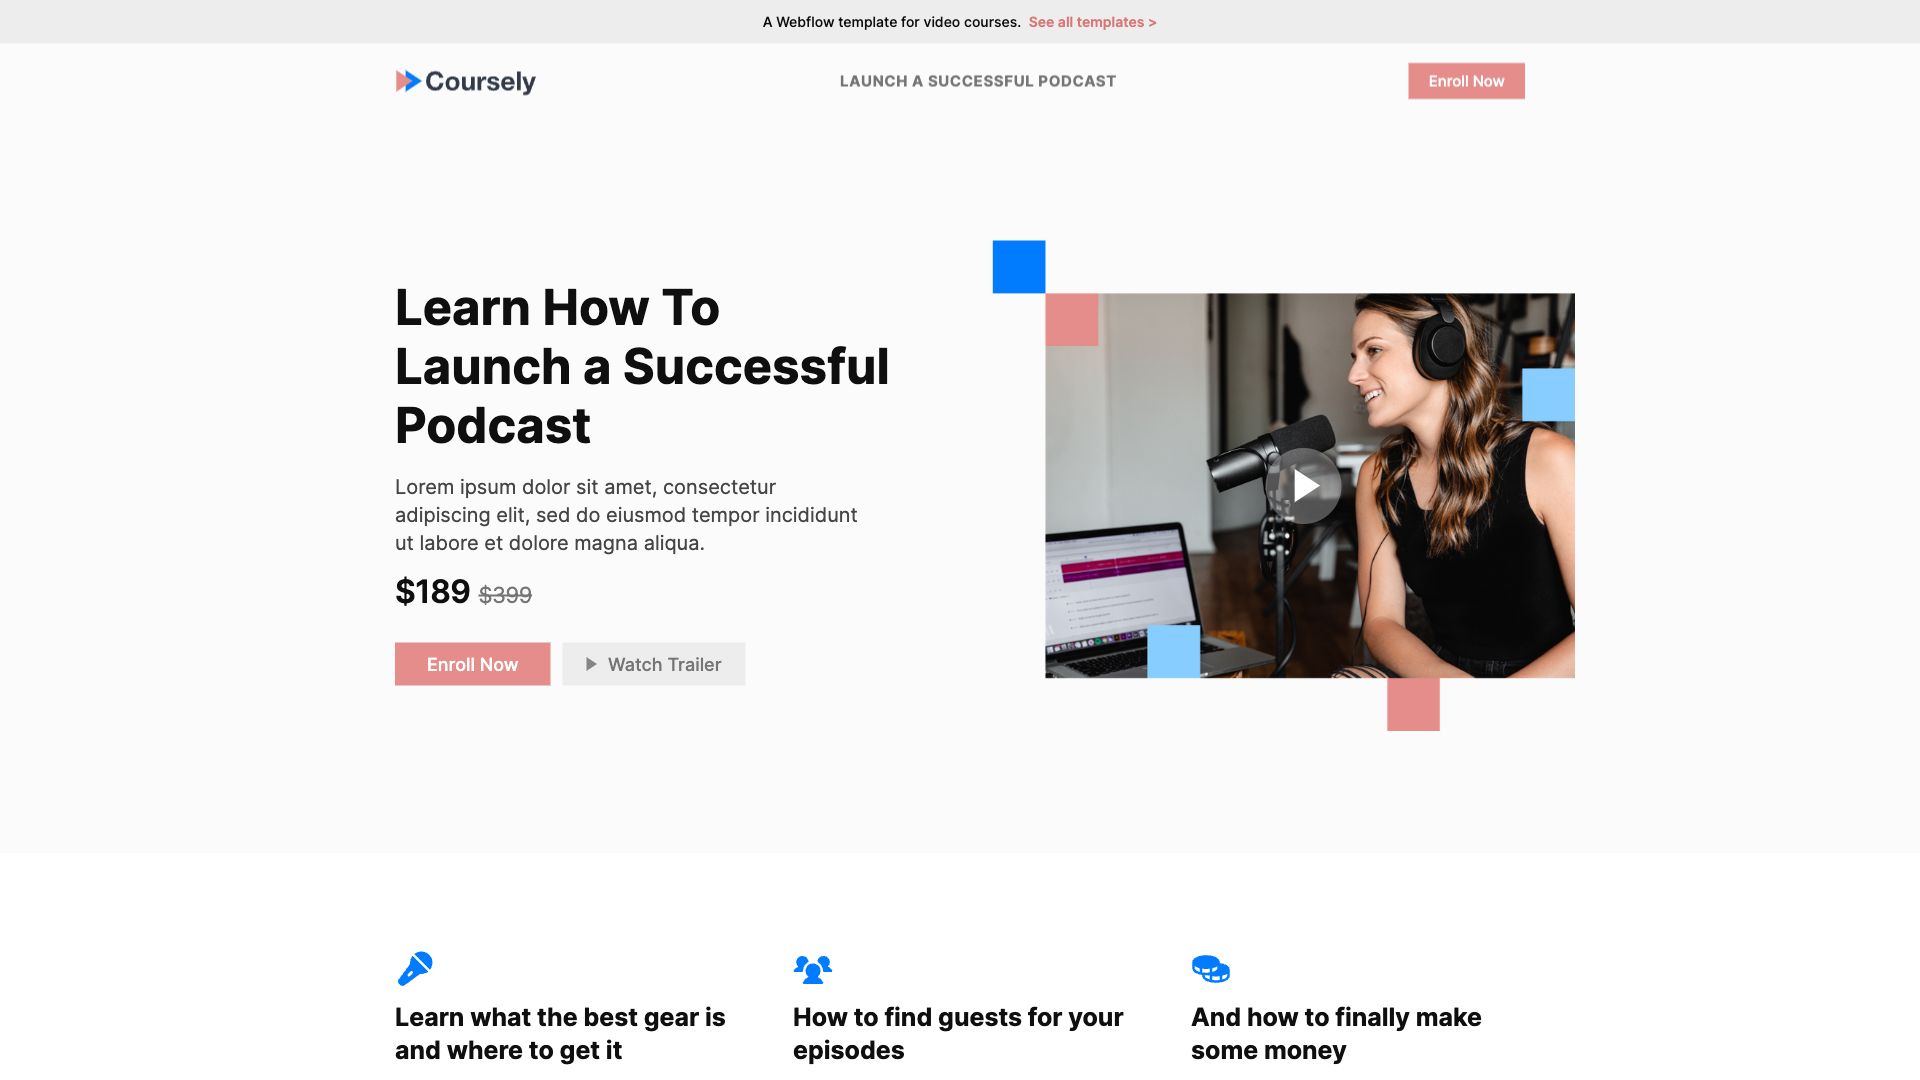 A Webflow template for video courses. See all templates >
Coursely
LAUNCH A SUCCESSFUL PODCAST
Enroll Now
Learn How To
Launch a Successful
Podcast
Lorem ipsum dolor sit amet, consectetur
adipiscing elit, sed do eiusmod tempor incididunt
ut labore et dolore magna aliqua.
$189 $399
Enroll Now
Watch Trailer
Learn what the best gear is
and where to get it
How to find guests for your
episodes
And how to finally make
some money